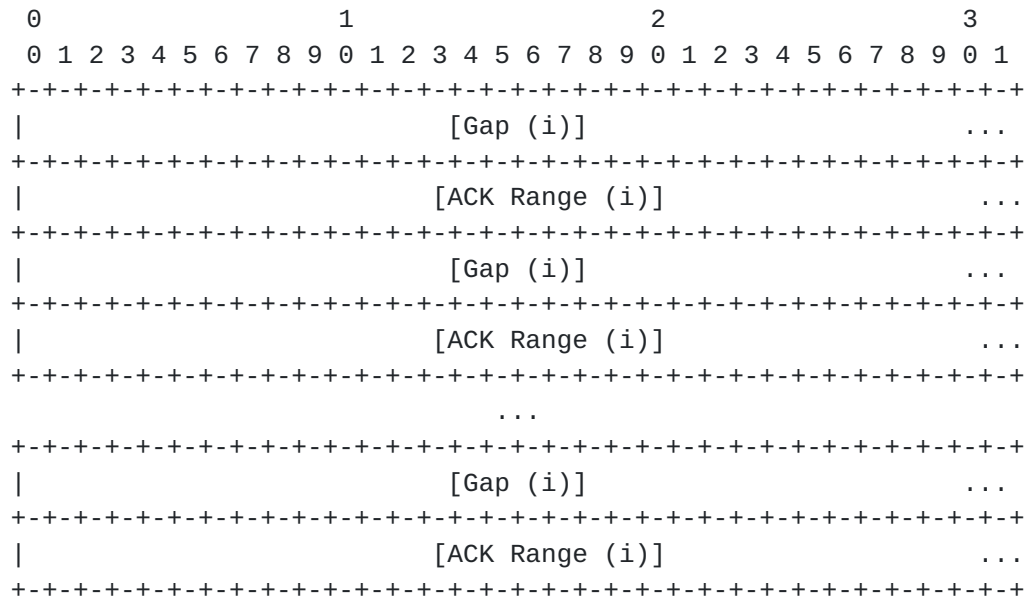 0                   1                   2                   3
 0 1 2 3 4 5 6 7 8 9 0 1 2 3 4 5 6 7 8 9 0 1 2 3 4 5 6 7 8 9 0 1
+-+-+-+-+-+-+-+-+-+-+-+-+-+-+-+-+-+-+-+-+-+-+-+-+-+-+-+-+-+-+-+-+
|                           [Gap (i)]                        ...
+-+-+-+-+-+-+-+-+-+-+-+-+-+-+-+-+-+-+-+-+-+-+-+-+-+-+-+-+-+-+-+-+
|                          [ACK Range (i)]                    ...
+-+-+-+-+-+-+-+-+-+-+-+-+-+-+-+-+-+-+-+-+-+-+-+-+-+-+-+-+-+-+-+-+
|                           [Gap (i)]                        ...
+-+-+-+-+-+-+-+-+-+-+-+-+-+-+-+-+-+-+-+-+-+-+-+-+-+-+-+-+-+-+-+-+
|                          [ACK Range (i)]                    ...
+-+-+-+-+-+-+-+-+-+-+-+-+-+-+-+-+-+-+-+-+-+-+-+-+-+-+-+-+-+-+-+-+
                               ...
+-+-+-+-+-+-+-+-+-+-+-+-+-+-+-+-+-+-+-+-+-+-+-+-+-+-+-+-+-+-+-+-+
|                           [Gap (i)]                        ...
+-+-+-+-+-+-+-+-+-+-+-+-+-+-+-+-+-+-+-+-+-+-+-+-+-+-+-+-+-+-+-+-+
|                          [ACK Range (i)]                    ...
+-+-+-+-+-+-+-+-+-+-+-+-+-+-+-+-+-+-+-+-+-+-+-+-+-+-+-+-+-+-+-+-+